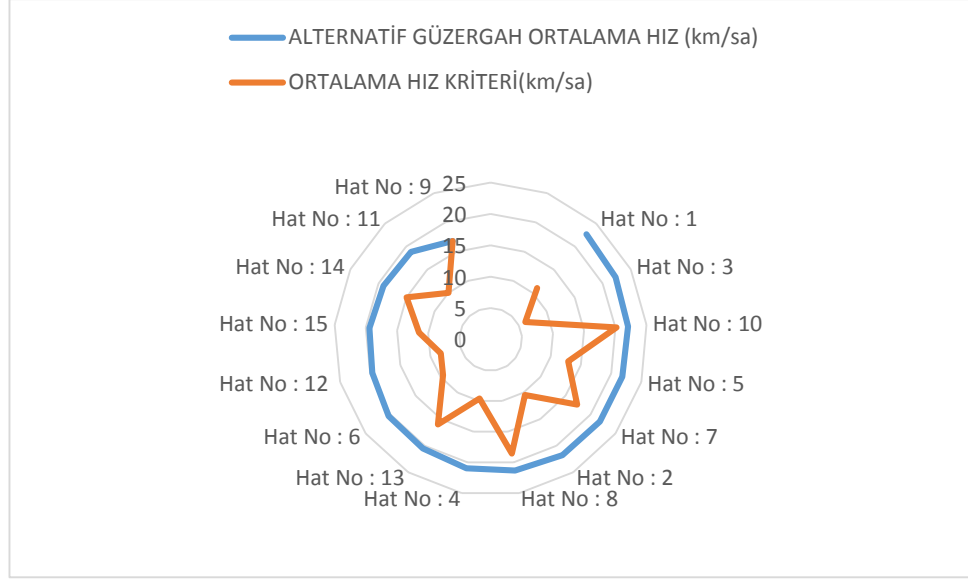 ALTERNATİF GÜZERGAH ORTALAMA HIZ (km/sa)
ORTALAMA HIZ KRİTERİ(km/sa)
25
20
15
10
5
0
Hat No : 1
Hat No : 3
Hat No : 10
Hat No : 5
Hat No : 7
Hat No : 2
Hat No : 8
Hat No : 4
Hat No : 13
Hat No : 6
Hat No : 12
Hat No : 15
Hat No : 14
Hat No : 11
Hat No : 9